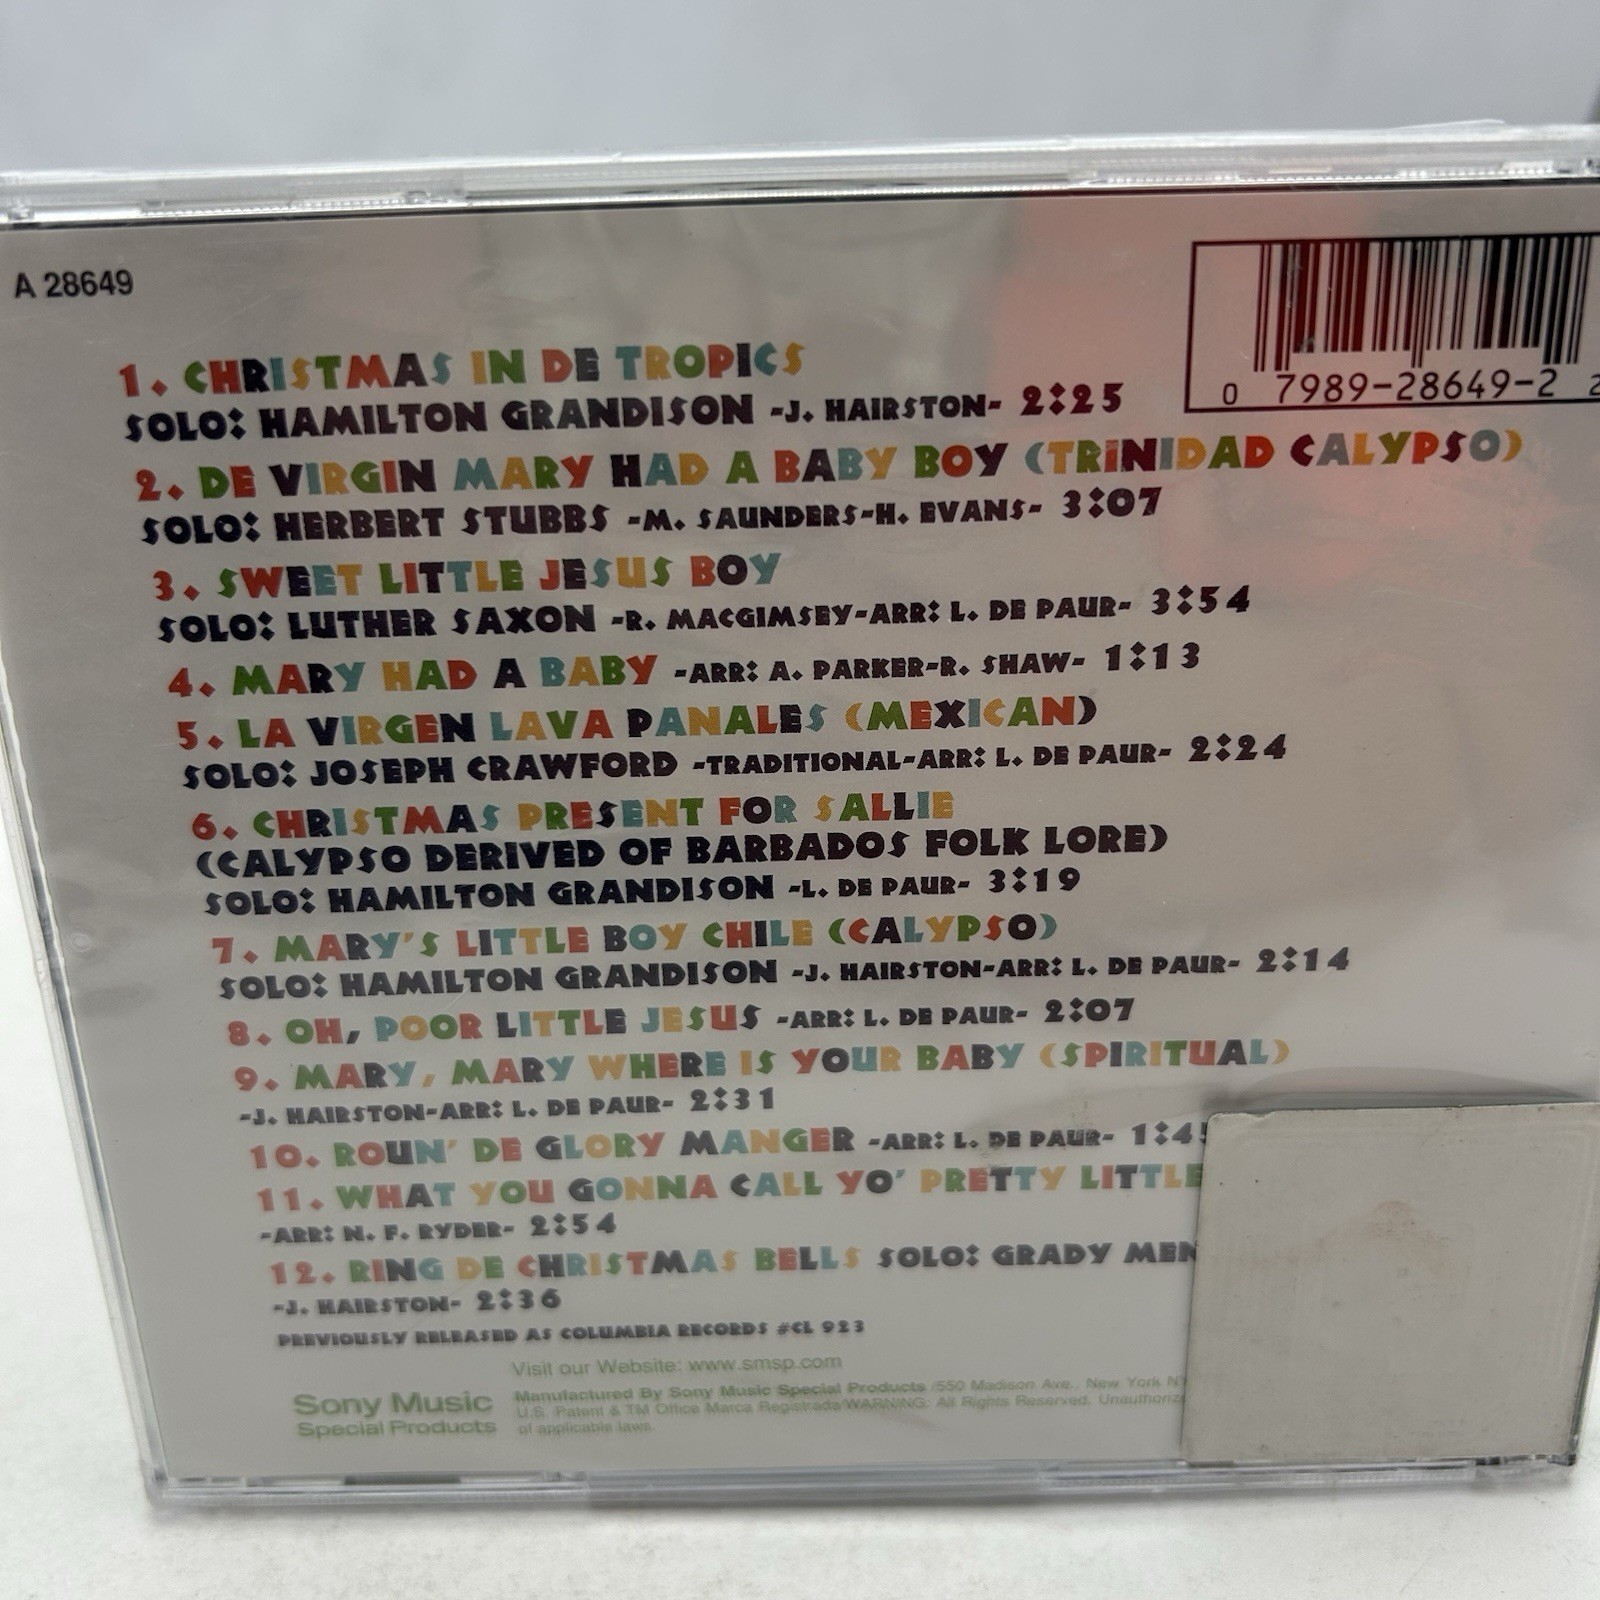 A 28649
0 7989-28649-2 2
1. CHRISTMAS IN DE TROPICS
SOLO: HAMILTON GRANDISON -J. HAIRSTON- 2:25
2. DE VIRGIN MARY HAD A BABY BOY (TRINIDAD CALYPSO)
SOLO: HERBERT STUBBS -M. SAUNDERS-H. EVANS- 3:07
3. SWEET LITTLE JESUS BOY
SOLO: LUTHER SAXON -R. MACGIMSEY-ARR: L. DE PAUR- 3:54
4. MARY HAD A BABY -ARR: A. PARKER-R. SHAW- 1:13
5. LA VIRGEN LAVA PANALES (MEXICAN)
SOLO: JOSEPH CRAWFORD -TRADITIONAL-ARR: L. DE PAUR- 2:24
6. CHRISTMAS PRESENT FOR SALLIE
(CALYPSO DERIVED OF BARBADOS FOLK LORE)
SOLO: HAMILTON GRANDISON -L. DE PAUR- 3:19
7. MARY'S LITTLE BOY CHILE (CALYPSO)
SOLO: HAMILTON GRANDISON -J. HAIRSTON-ARR: L. DE PAUR- 2:14
8. OH, POOR LITTLE JESUS -ARR: L. DE PAUR- 2:07
9. MARY, MARY WHERE IS YOUR BABY (SPIRITUAL)
-J. HAIRSTON-ARR: L. DE PAUR- 2:31
10. ROUN' DE GLORY MANGER -ARR: L. DE PAUR- 1:45
11. WHAT YOU GONNA CALL YO' PRETTY LITTLE
-ARR: N. F. RYDER- 2:54
12. RING DE CHRISTMAS BELLS SOLO: GRADY MEN
-J. HAIRSTON- 2:36
PREVIOUSLY RELEASED AS COLUMBIA RECORDS #CL 923
Visit our Website: www.smsp.com
Sony Music
Special Products
Manufactured By Sony Music Special Products /550 Madison Ave., New York N
U.S. Patent & TM Office Marca Registrada/WARNING: All Rights Reserved. Unauthoriz
of applicable laws